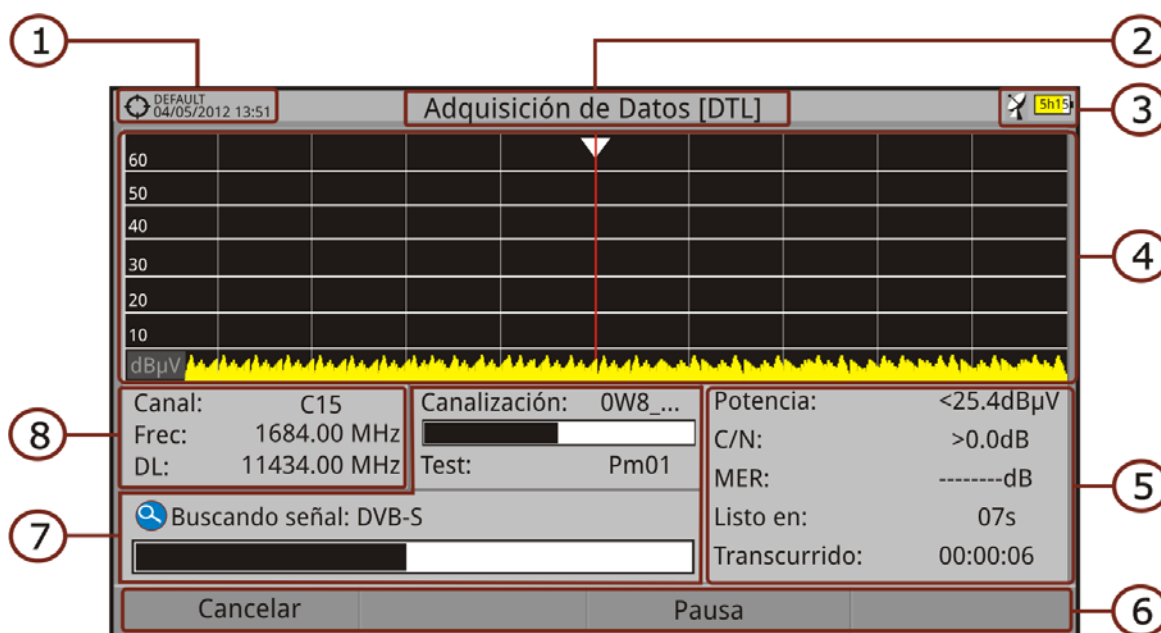 1
2
3
4
5
6
7
8
DEFAULT
04/05/2012 13:51
Adquisición de Datos [DTL]
5h15
60
50
40
30
20
10
dBµV
Canal: C15
Frec: 1684.00 MHz
DL: 11434.00 MHz
Canalización: 0W8_...
Test: Pm01
Buscando señal: DVB-S
Potencia: <25.4dBµV
C/N: >0.0dB
MER: --------dB
Listo en: 07s
Transcurrido: 00:00:06
Cancelar
Pausa